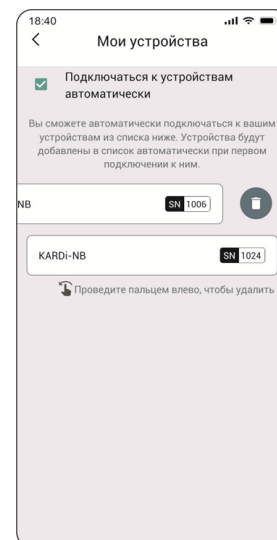 18:40
Мои устройства
Подключаться к устройствам
автоматически
Вы сможете автоматически подключаться к вашим
устройствам из списка ниже. Устройства будут
добавлены в список автоматически при первом
подключении к ним.
NB SN 1006
KARDi-NB SN 1024
Проведите пальцем влево, чтобы удалить